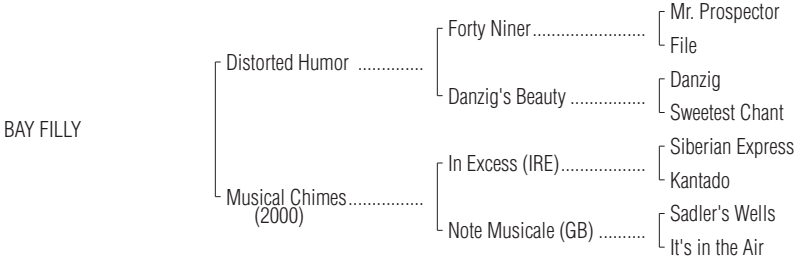 Mr. Prospector
Forty Niner........................
File
Distorted Humor ..............
Danzig
Danzig's Beauty ................
Sweetest Chant
BAY FILLY
Siberian Express
In Excess (IRE)..................
Kantado
Musical Chimes................
(2000)
Sadler's Wells
Note Musicale (GB) ..........
It's in the Air